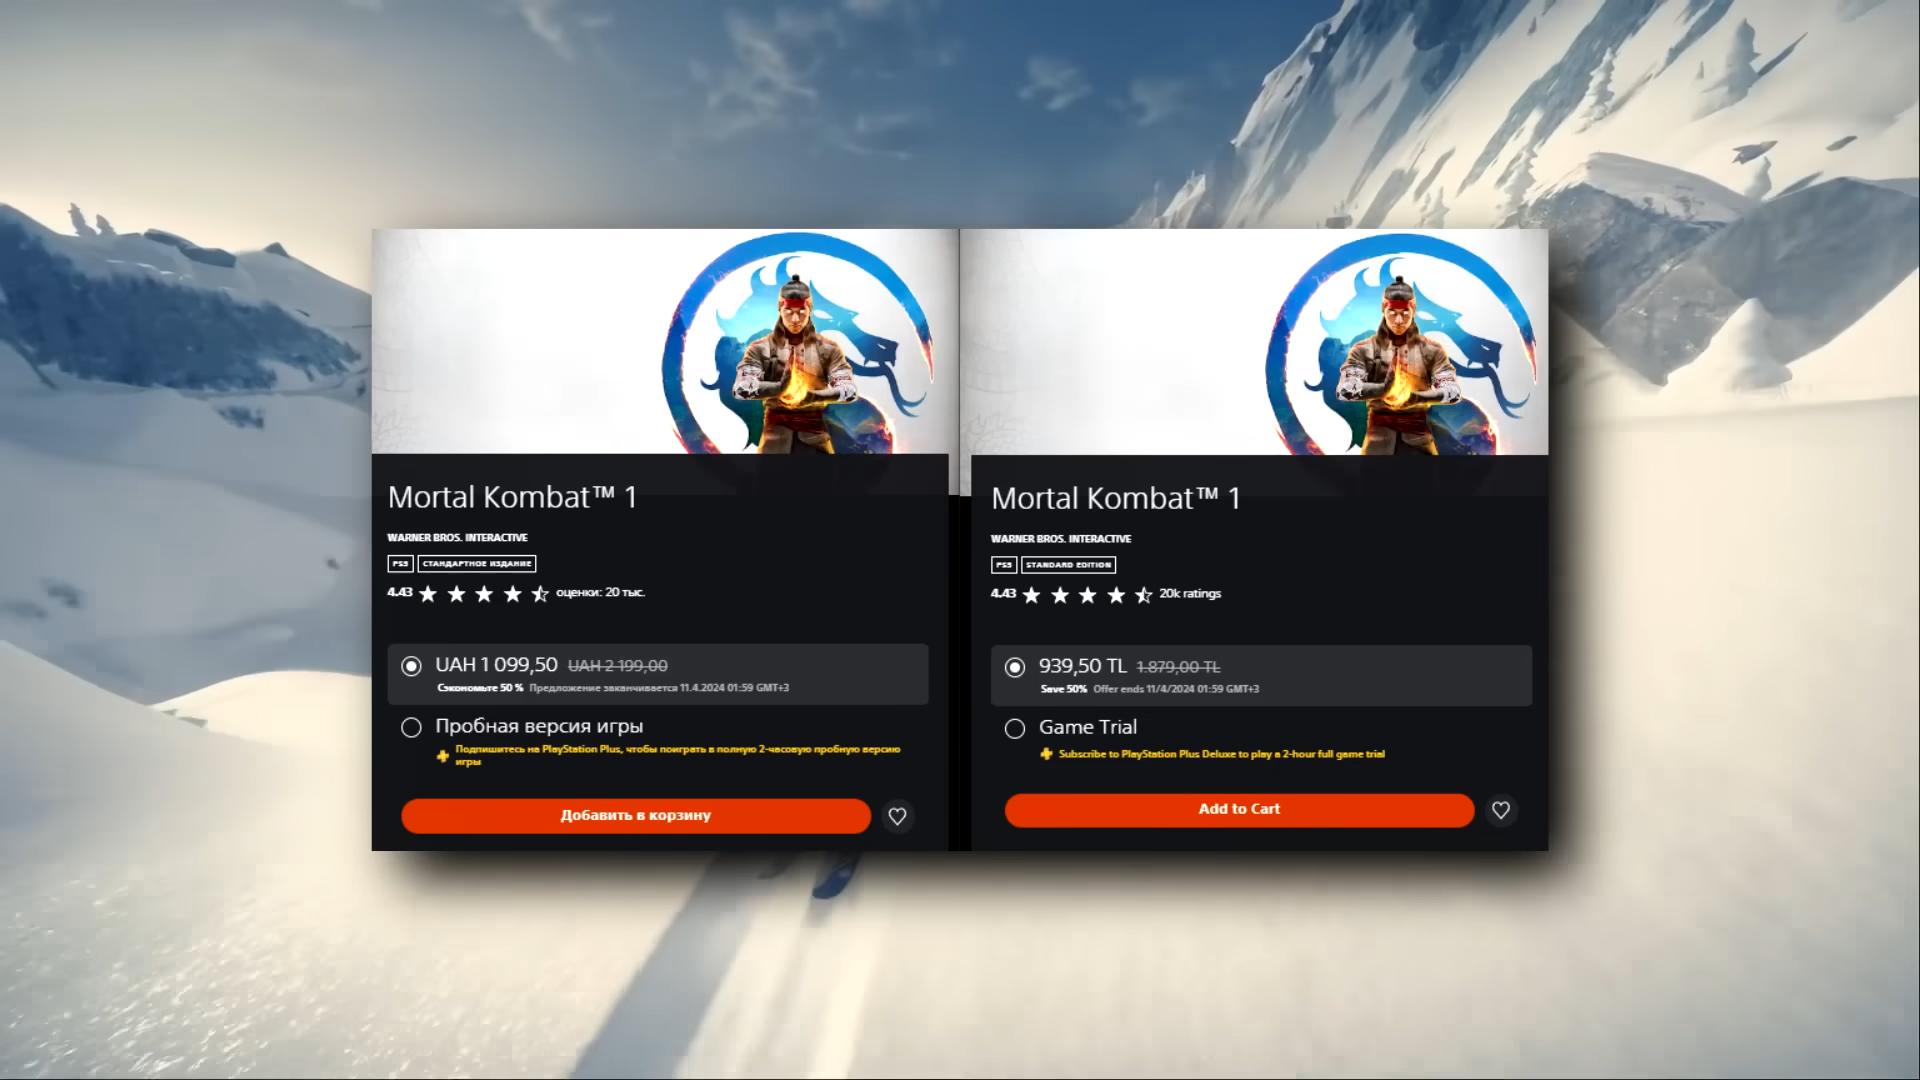 Mortal Kombat™ 1
WARNER BROS. INTERACTIVE
PS5 СТАНДАРТНОЕ ИЗДАНИЕ
4.43 оценки: 20 тыс.
UAH 1 099,50 UAH 2 199,00
Сэкономьте 50 % Предложение заканчивается 11.4.2024 01:59 GMT+3
Пробная версия игры
Подпишитесь на PlayStation Plus, чтобы поиграть в полную 2-часовую пробную версию
игры
Добавить в корзину
Mortal Kombat™ 1
WARNER BROS. INTERACTIVE
PS5 STANDARD EDITION
4.43 20k ratings
939,50 TL 1.879,00 TL
Save 50% Offer ends 11/4/2024 01:59 GMT+3
Game Trial
Subscribe to PlayStation Plus Deluxe to play a 2-hour full game trial
Add to Cart